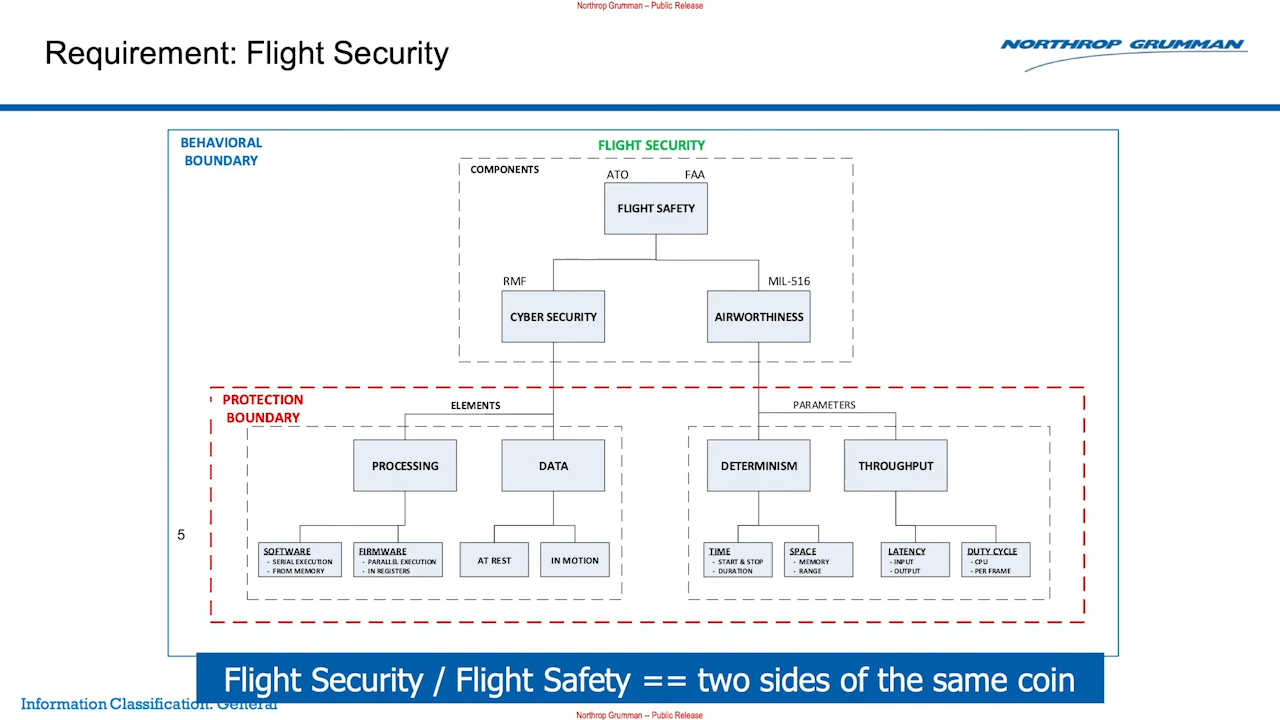 Northrop Grumman – Public Release
Requirement: Flight Security
NORTHROP GRUMMAN
BEHAVIORAL
BOUNDARY
FLIGHT SECURITY
COMPONENTS
ATO FAA
FLIGHT SAFETY
RMF
MIL-516
CYBER SECURITY
AIRWORTHINESS
PROTECTION
BOUNDARY
ELEMENTS
PARAMETERS
PROCESSING
DATA
DETERMINISM
THROUGHPUT
5
SOFTWARE
- SERIAL EXECUTION
- FROM MEMORY
FIRMWARE
- PARALLEL EXECUTION
- IN REGISTERS
AT REST
IN MOTION
TIME
- START & STOP
- DURATION
SPACE
- MEMORY
- RANGE
LATENCY
- INPUT
- OUTPUT
DUTY CYCLE
- CPU
- PER FRAME
Flight Security / Flight Safety == two sides of the same coin
Information Classification: General
Northrop Grumman – Public Release